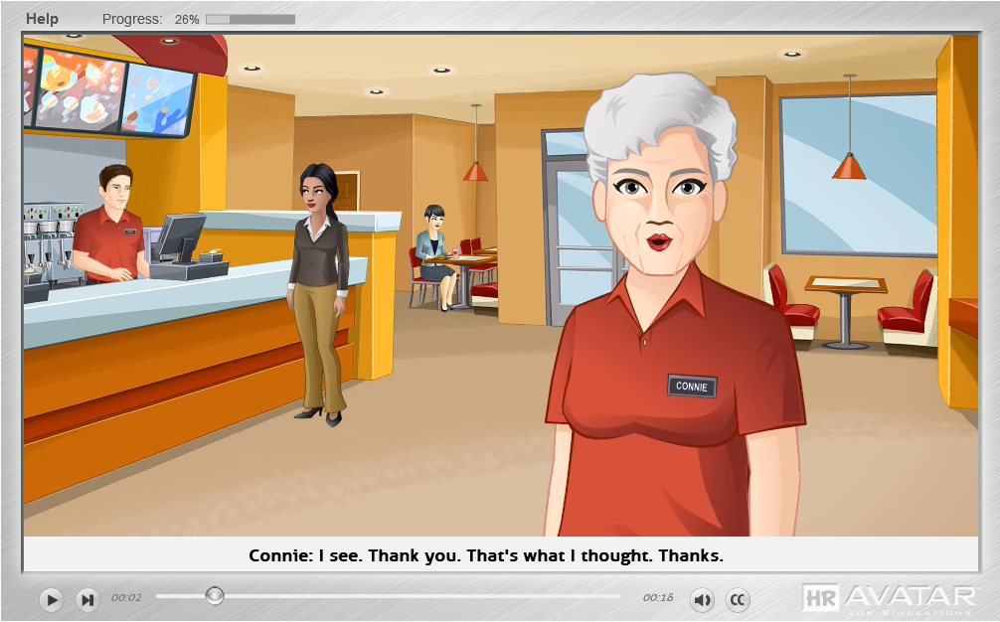 Help
Progress: 26%
CONNIE
Connie: I see. Thank you. That's what I thought. Thanks.
00:02
00:18
CC
HR AVATAR
JOB SIMULATIONS